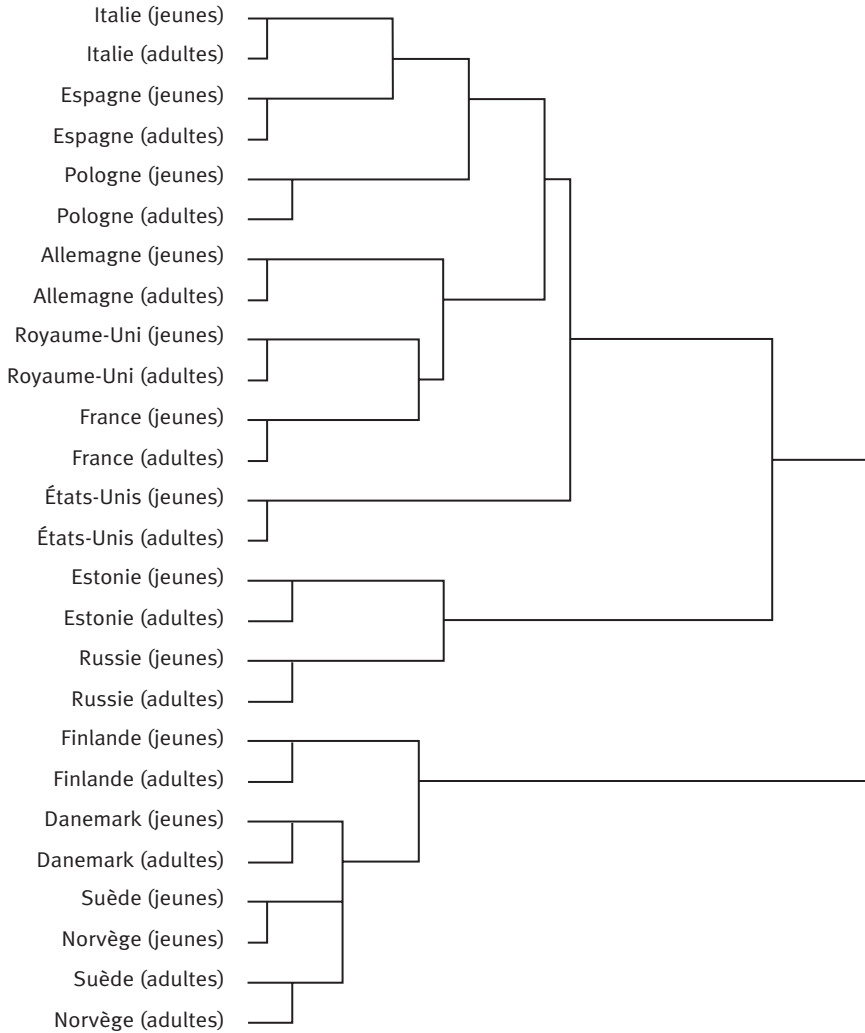 Italie (jeunes)
Italie (adultes)
Espagne (jeunes)
Espagne (adultes)
Pologne (jeunes)
Pologne (adultes)
Allemagne (jeunes)
Allemagne (adultes)
Royaume-Uni (jeunes)
Royaume-Uni (adultes)
France (jeunes)
France (adultes)
États-Unis (jeunes)
États-Unis (adultes)
Estonie (jeunes)
Estonie (adultes)
Russie (jeunes)
Russie (adultes)
Finlande (jeunes)
Finlande (adultes)
Danemark (jeunes)
Danemark (adultes)
Suède (jeunes)
Norvège (jeunes)
Suède (adultes)
Norvège (adultes)